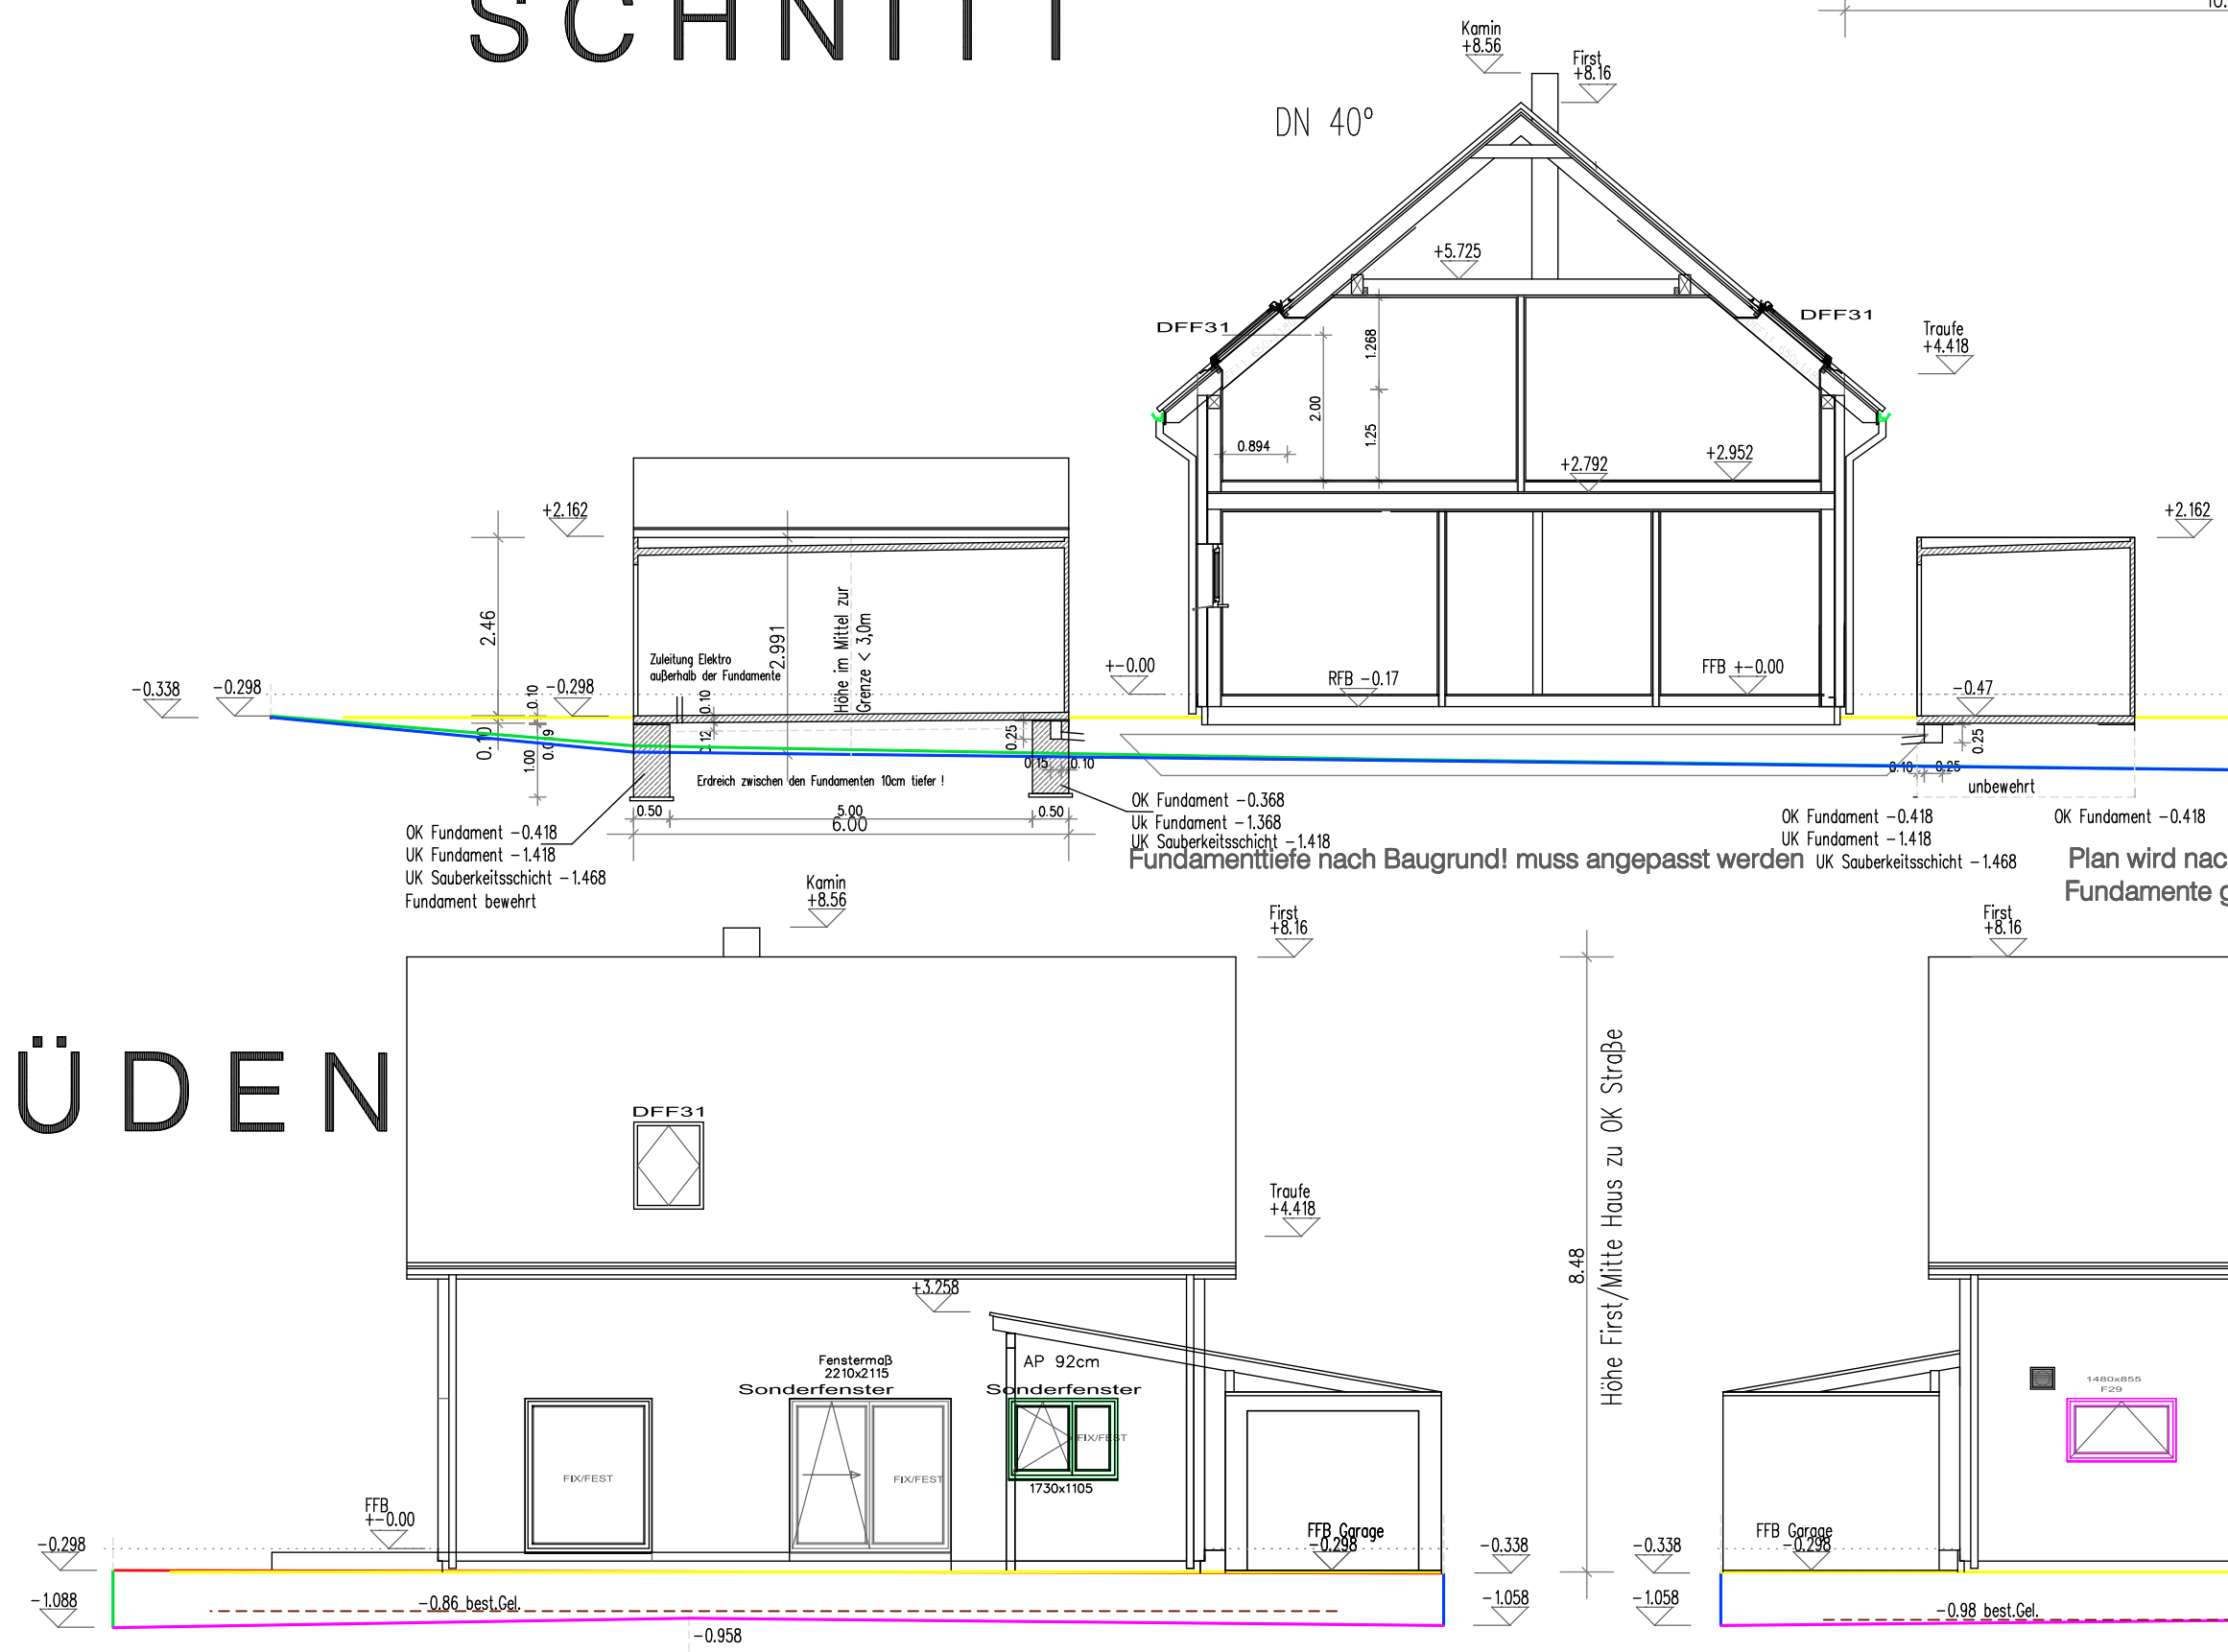 SCHNITT
Kamin
+8.56
First
+8.16
DN 40°
+5.725
DFF31
DFF31
Traufe
+4.418
1.268
2.00
1.25
0.894
+2.952
+2.792
+2.162
+2.162
2.46
2.991
Höhe im Mittel zur
Grenze < 3,0m
Zuleitung Elektro
außerhalb der Fundamente
-0.338
-0.298
0.10
-0.298
0.10
+-0.00
RFB -0.17
FFB +-0.00
-0.47
0.10
1.00
0.12
0.25
0.15
0.10
0.25
0.10
0.25
Erdreich zwischen den Fundamenten 10cm tiefer !
unbewehrt
0.50
5.00
0.50
6.00
OK Fundament -0.418
UK Fundament -1.418
UK Sauberkeitsschicht -1.468
Fundament bewehrt
OK Fundament -0.368
Uk Fundament -1.368
UK Sauberkeitsschicht -1.418
Fundamenttiefe nach Baugrund! muss angepasst werden
OK Fundament -0.418
UK Fundament -1.418
UK Sauberkeitsschicht -1.468
OK Fundament -0.418
Plan wird nac
Fundamente g
Kamin
+8.56
First
+8.16
First
+8.16
ÜDEN
DFF31
Traufe
+4.418
8.48
Höhe First/Mitte Haus zu OK Straße
+3.258
Fenstermaß
2210x2115
Sonderfenster
AP 92cm
Sonderfenster
FIX/FEST
FIX/FEST
FIX/FEST
1730x1105
1480x855
F29
FFB
+-0.00
FFB Garage
-0.298
FFB Garage
-0.298
-0.298
-0.338
-0.338
-1.088
-0.86 best.Gel.
-1.058
-1.058
-0.98 best.Gel.
-0.958